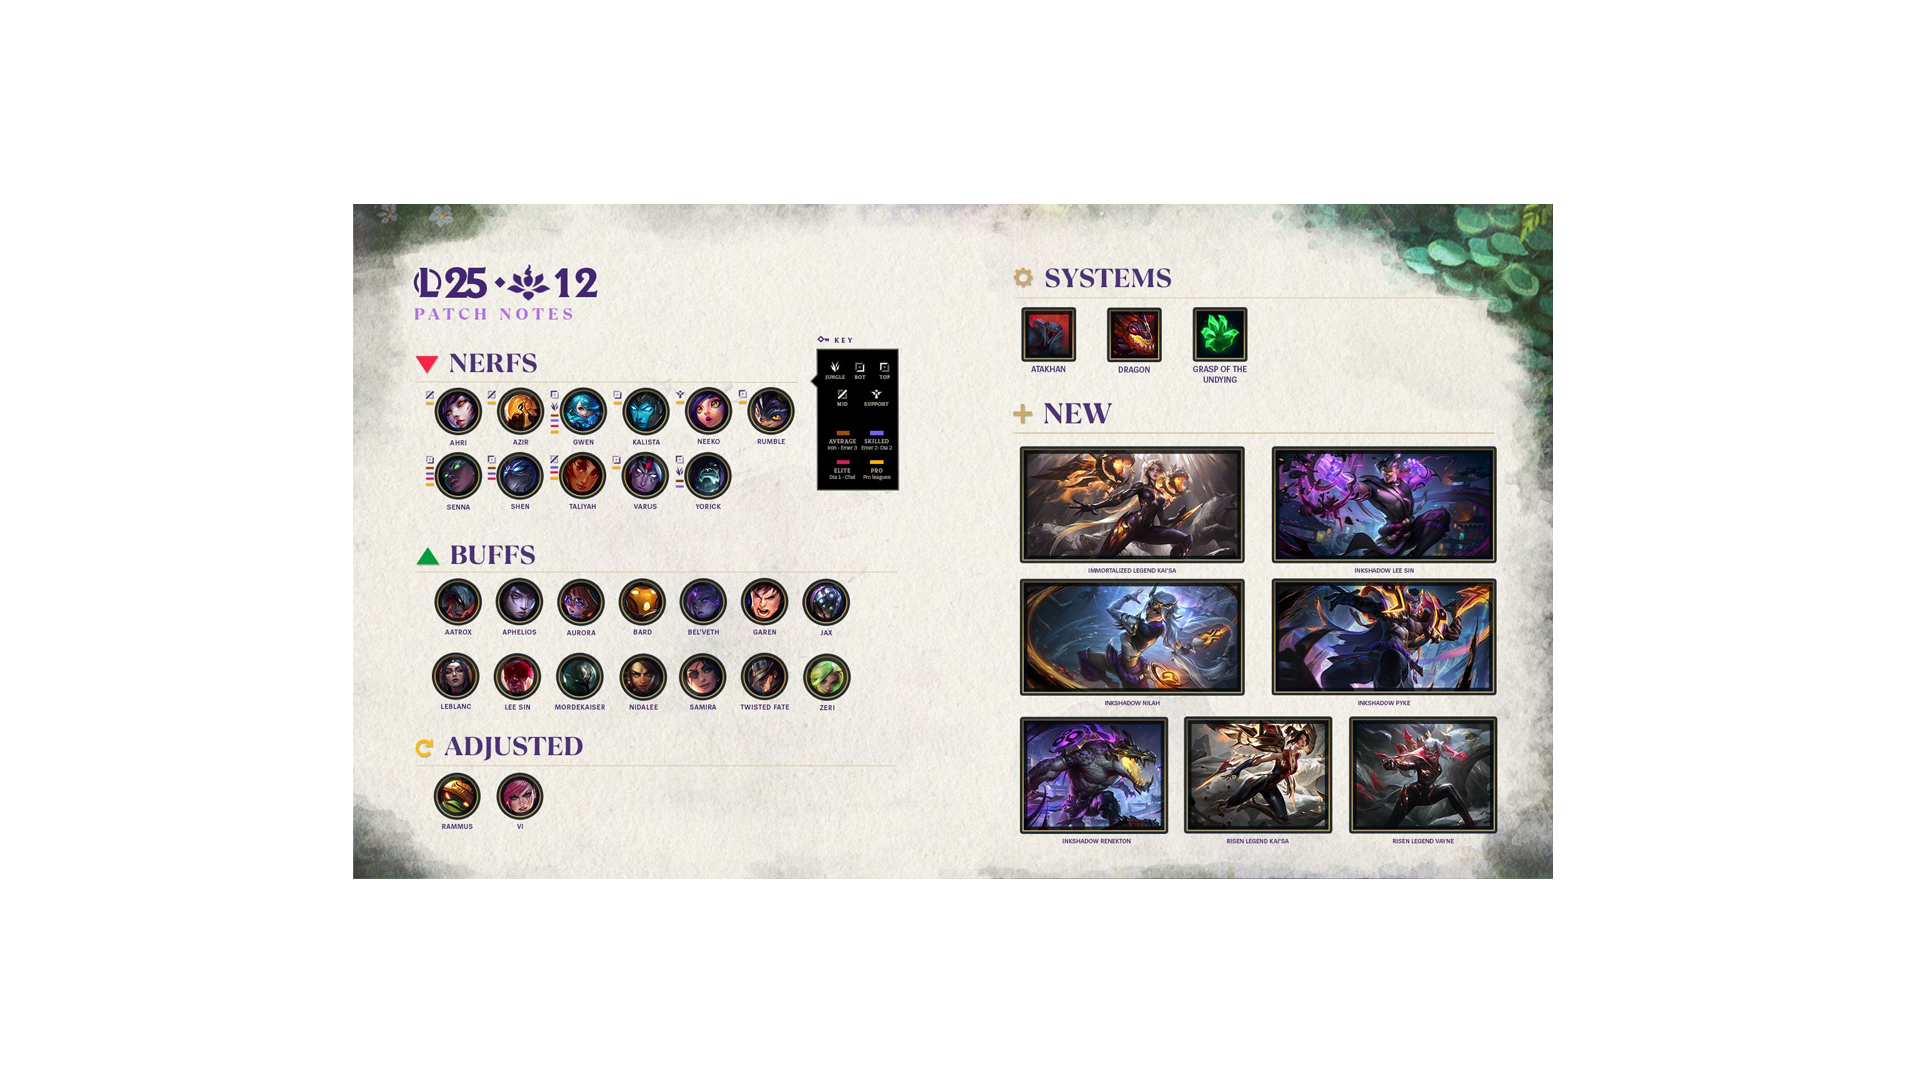 25 12
PATCH NOTES
NERFS
AHRI
AZIR
GWEN
KALISTA
NEEKO
RUMBLE
SENNA
SHEN
TALIYAH
VARUS
YORICK
KEY
JUNGLE
BOT
TOP
MID
SUPPORT
AVERAGE
Iron - Emer 3
SKILLED
Emer 2- Dia 2
ELITE
Dia 1 - Chal
PRO
Pro leagues
BUFFS
AATROX
APHELIOS
AURORA
BARD
BEL'VETH
GAREN
JAX
LEBLANC
LEE SIN
MORDEKAISER
NIDALEE
SAMIRA
TWISTED FATE
ZERI
ADJUSTED
RAMMUS
VI
SYSTEMS
ATAKHAN
DRAGON
GRASP OF THE
UNDYING
NEW
IMMORTALIZED LEGEND KAI'SA
INKSHADOW LEE SIN
INKSHADOW NILAH
INKSHADOW PYKE
INKSHADOW RENEKTON
RISEN LEGEND KAI'SA
RISEN LEGEND VAYNE